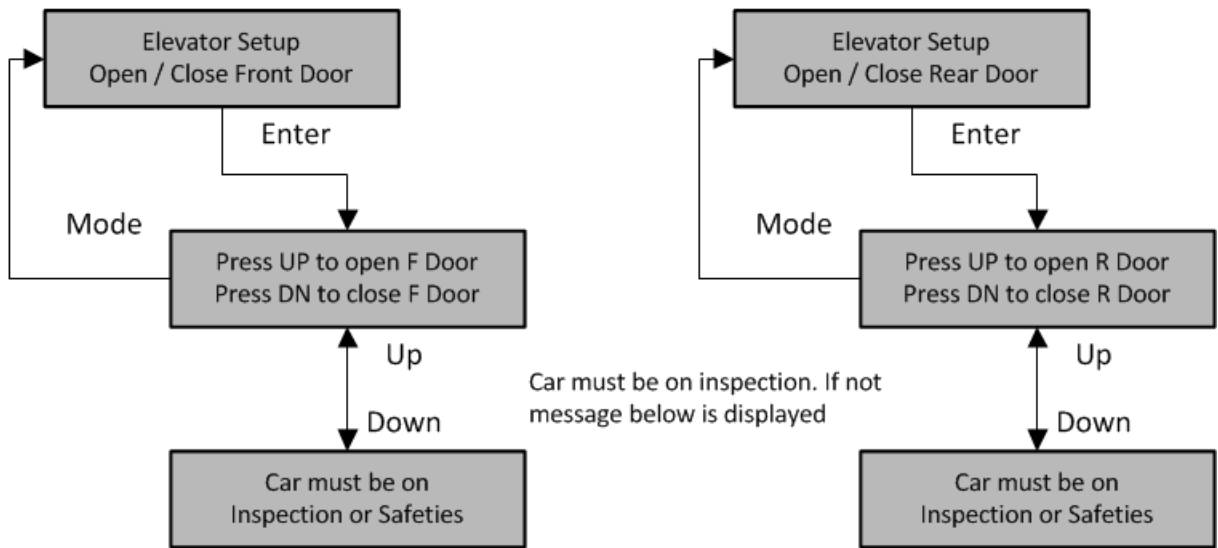 Elevator Setup
Open / Close Front Door
Enter
Mode
Press UP to open F Door
Press DN to close F Door
Up
Down
Car must be on
Inspection or Safeties
Car must be on inspection. If not
message below is displayed
Elevator Setup
Open / Close Rear Door
Enter
Mode
Press UP to open R Door
Press DN to close R Door
Up
Down
Car must be on
Inspection or Safeties